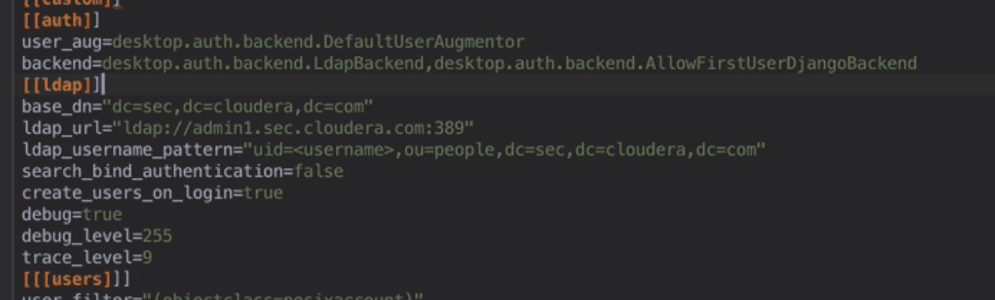 [[custom]]
[[auth]]
user_aug=desktop.auth.backend.DefaultUserAugmentor
backend=desktop.auth.backend.LdapBackend,desktop.auth.backend.AllowFirstUserDjangoBackend
[[ldap]]
base_dn="dc=sec,dc=cloudera,dc=com"
ldap_url="ldap://admin1.sec.cloudera.com:389"
ldap_username_pattern="uid=<username>,ou=people,dc=sec,dc=cloudera,dc=com"
search_bind_authentication=false
create_users_on_login=true
debug=true
debug_level=255
trace_level=9
[[[users]]]
user_filter="(objectclass=posixaccount)"